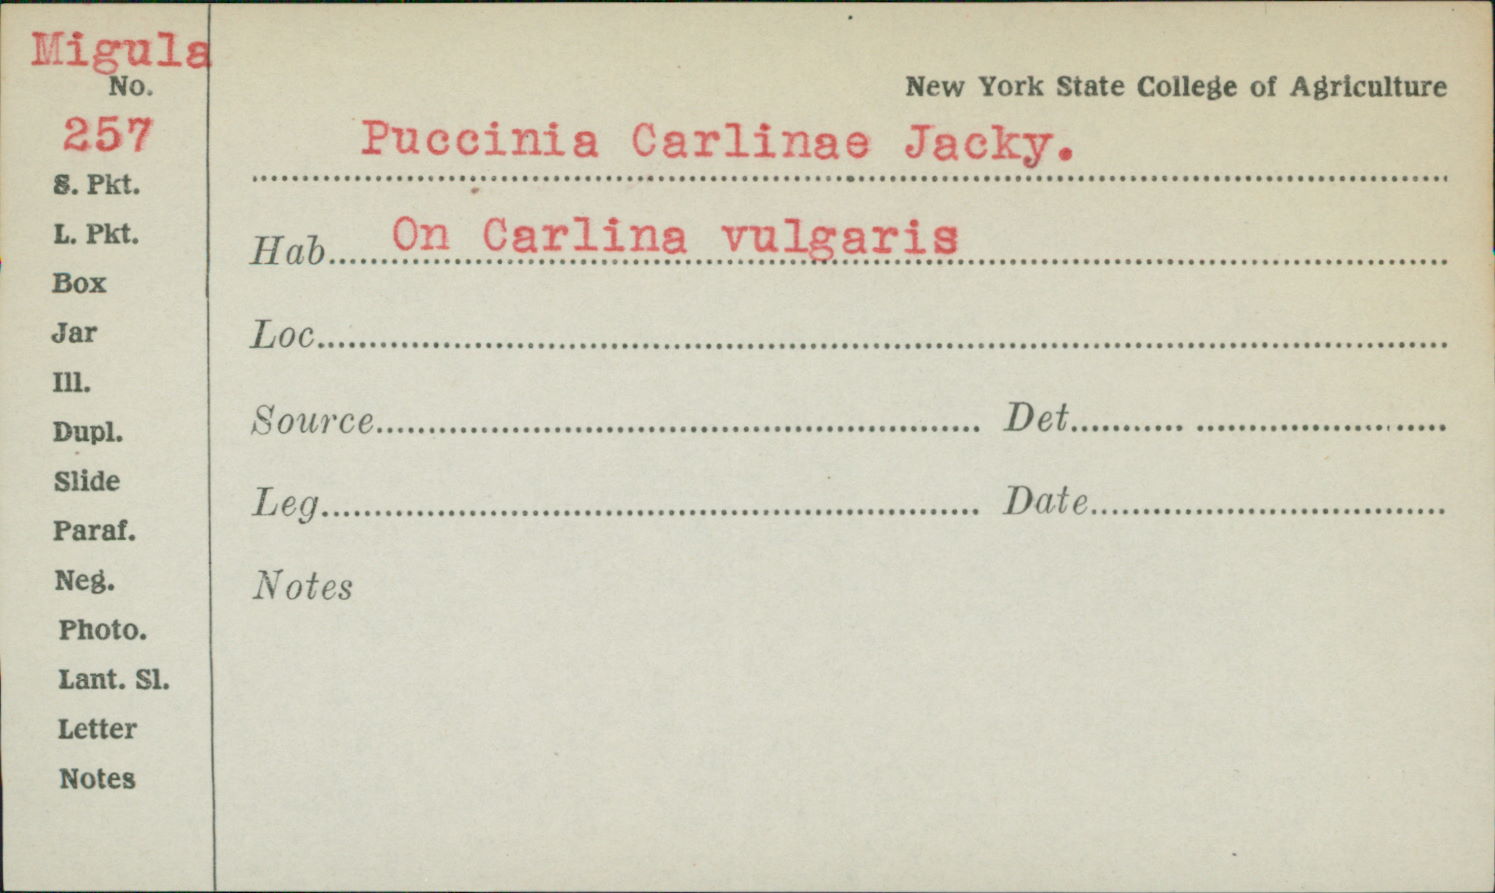 Migula
No.
257
S. Pkt.
L. Pkt.
Box
Jar
Ill.
Dupl.
Slide
Paraf.
Neg.
Photo.
Lant. Sl.
Letter
Notes
New York State College of Agriculture
Puccinia Carlinae Jacky.
Hab. On Carlina vulgaris
Loc.
Source Det.
Leg. Date
Notes